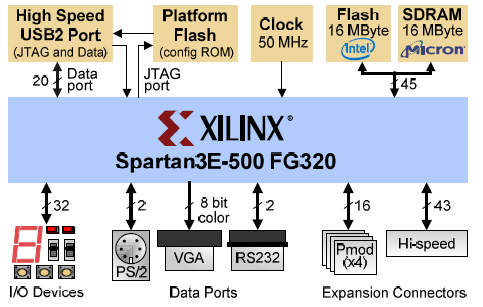 High Speed
USB2 Port
(JTAG and Data)
Platform
Flash
(config ROM)
Clock
50 MHz
Flash
16 MByte
Intel
SDRAM
16 MByte
Micron
20
Data
port
JTAG
port
45
XILINX®
Spartan3E-500 FG320
32
2
8 bit
color
2
16
43
PS/2
VGA
RS232
Pmod
(x4)
Hi-speed
I/O Devices
Data Ports
Expansion Connectors